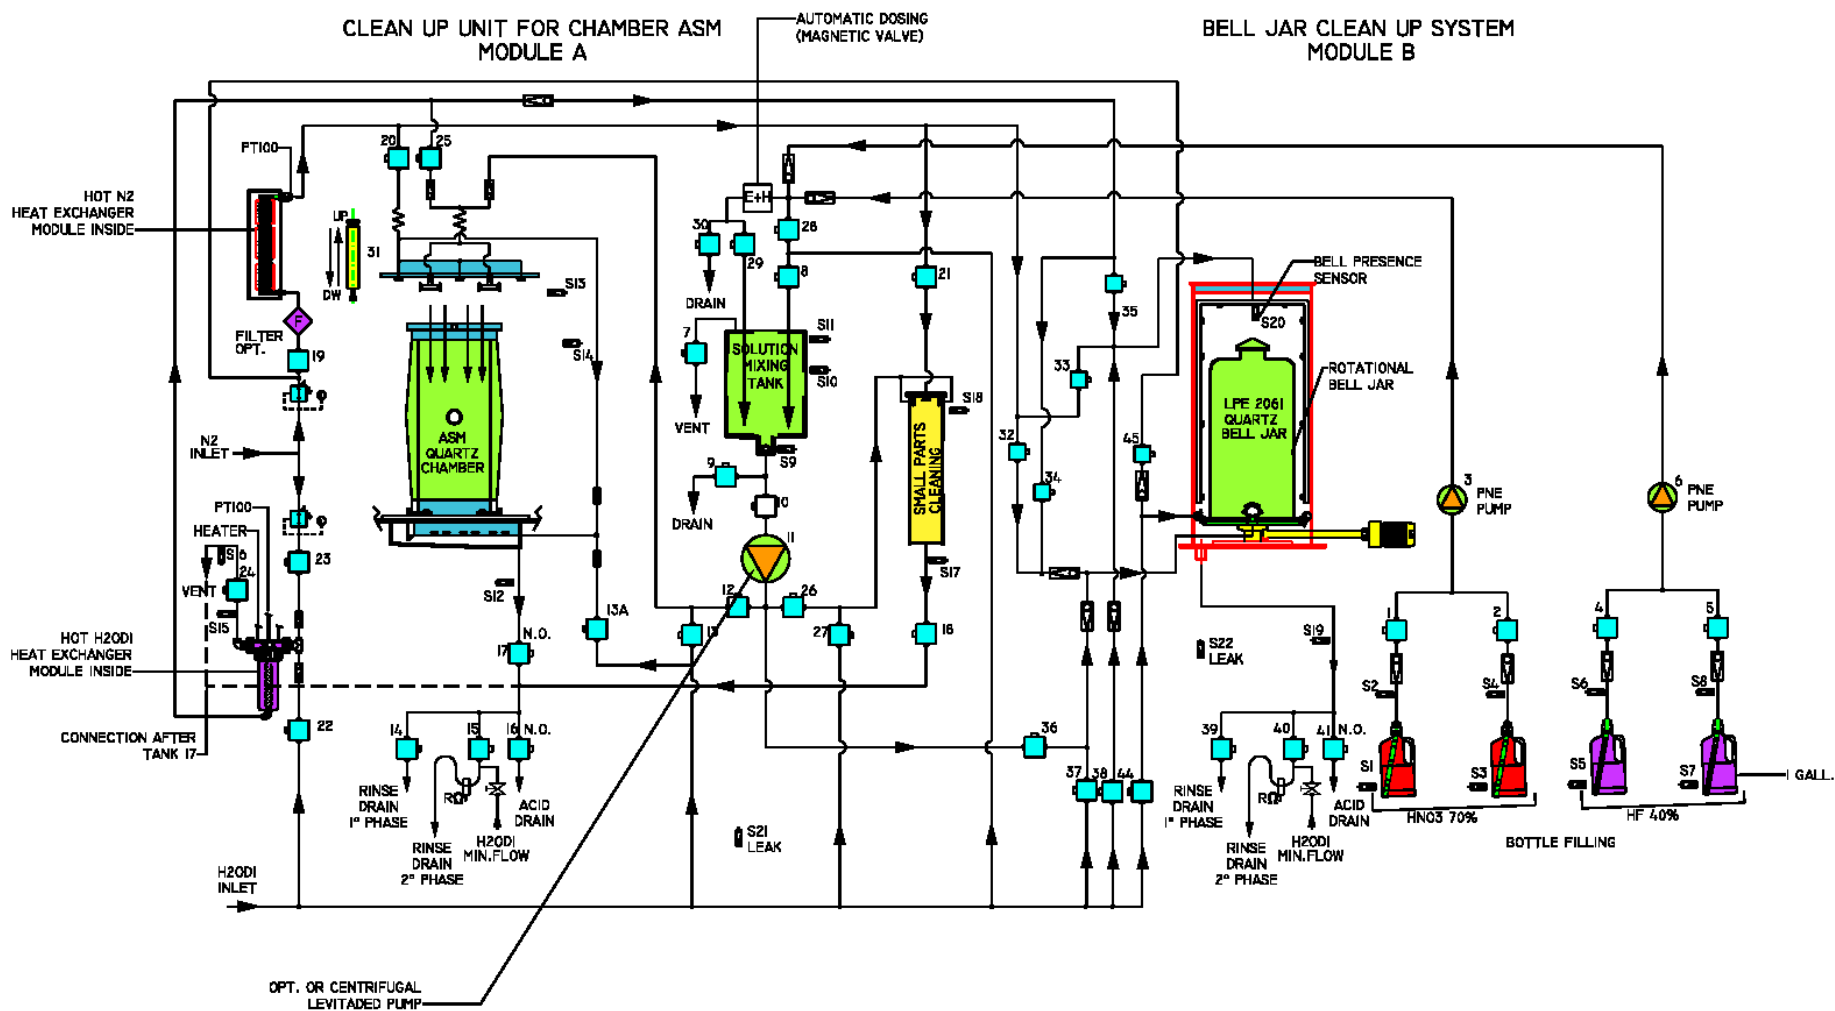 CLEAN UP UNIT FOR CHAMBER ASM
MODULE A
AUTOMATIC DOSING
(MAGNETIC VALVE)
BELL JAR CLEAN UP SYSTEM
MODULE B
PT100
20
25
HOT N2
HEAT EXCHANGER
MODULE INSIDE
UP
31
DW
E+H
30
29
28
8
21
S13
DRAIN
BELL PRESENCE
SENSOR
35
S20
F
FILTER
OPT.
19
S14
7
SOLUTION
MIXING
TANK
S11
S10
VENT
33
ROTATIONAL
BELL JAR
LPE 2061
QUARTZ
BELL JAR
S18
N2
INLET
ASM
QUARTZ
CHAMBER
S9
9
32
45
SMALL PARTS
CLEANING
34
PT100
HEATER
S16
24
23
DRAIN
10
11
3
PNE
PUMP
6
PNE
PUMP
VENT
S15
S12
12
26
S17
13A
13
27
18
N.O.
17
HOT H2ODI
HEAT EXCHANGER
MODULE INSIDE
S22
LEAK
S19
1
2
4
5
S2
S4
S6
S8
CONNECTION AFTER
TANK 17
22
14
15
16
N.O.
36
39
40
41
N.O.
37
38
44
S1
S3
S5
S7
1 GALL.
RINSE
DRAIN
1° PHASE
RΩ
ACID
DRAIN
RINSE
DRAIN
2° PHASE
H2ODI
MIN.FLOW
S21
LEAK
RINSE
DRAIN
1° PHASE
RΩ
ACID
DRAIN
RINSE
DRAIN
2° PHASE
H2ODI
MIN.FLOW
HNO3 70%
HF 40%
BOTTLE FILLING
H2ODI
INLET
OPT. OR CENTRIFUGAL
LEVITADED PUMP